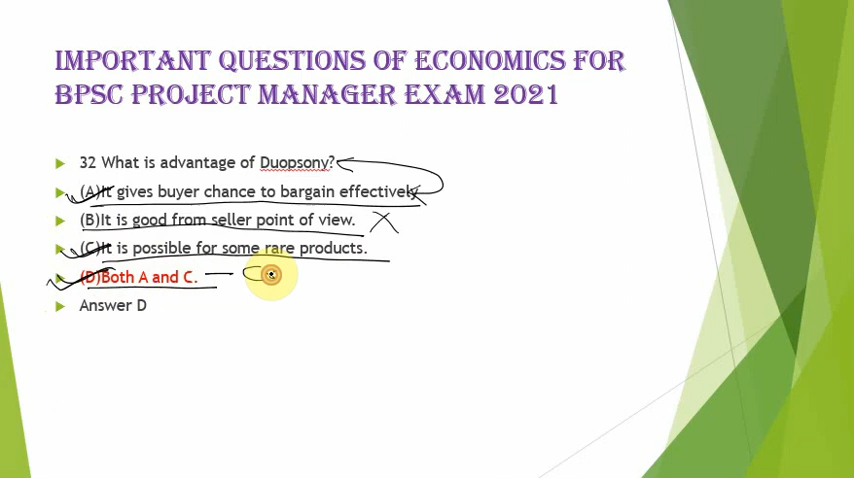 IMPORTANT QUESTIONS OF ECONOMICS FOR
BPSC PROJECT MANAGER EXAM 2021
32 What is advantage of Duopsony?
(A)It gives buyer chance to bargain effectively
(B)It is good from seller point of view.
(C)It is possible for some rare products.
(D)Both A and C.
Answer D